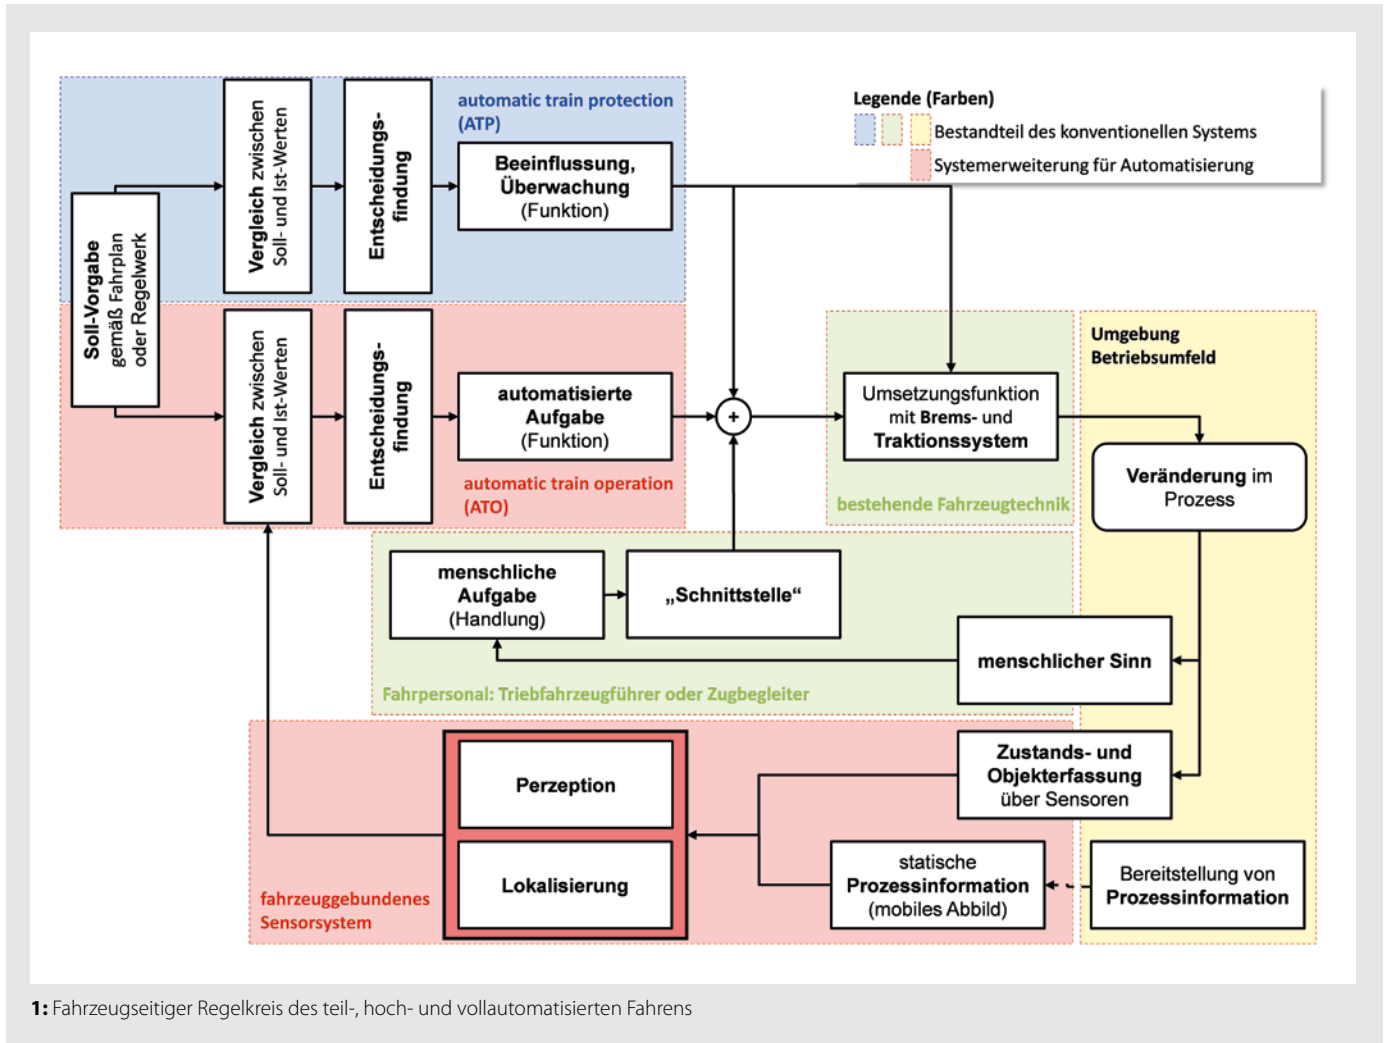 automatic train protection
(ATP)
Legende (Farben)
Bestandteil des konventionellen Systems
Systemerweiterung für Automatisierung
Soll-Vorgabe
gemäß Fahrplan
oder Regelwerk
Vergleich zwischen
Soll- und Ist-Werten
Entscheidungs-
findung
Beeinflussung,
Überwachung
(Funktion)
Vergleich zwischen
Soll- und Ist-Werten
Entscheidungs-
findung
automatisierte
Aufgabe
(Funktion)
automatic train operation
(ATO)
+
Umsetzungsfunktion
mit Brems- und
Traktionssystem
bestehende Fahrzeugtechnik
Umgebung
Betriebsumfeld
Veränderung im
Prozess
menschliche
Aufgabe
(Handlung)
„Schnittstelle“
menschlicher Sinn
Fahrpersonal: Triebfahrzeugführer oder Zugbegleiter
Zustands- und
Objekterfassung
über Sensoren
Perzeption
Lokalisierung
statische
Prozessinformation
(mobiles Abbild)
Bereitstellung von
Prozessinformation
fahrzeuggebundenes
Sensorsystem
1: Fahrzeugseitiger Regelkreis des teil-, hoch- und vollautomatisierten Fahrens